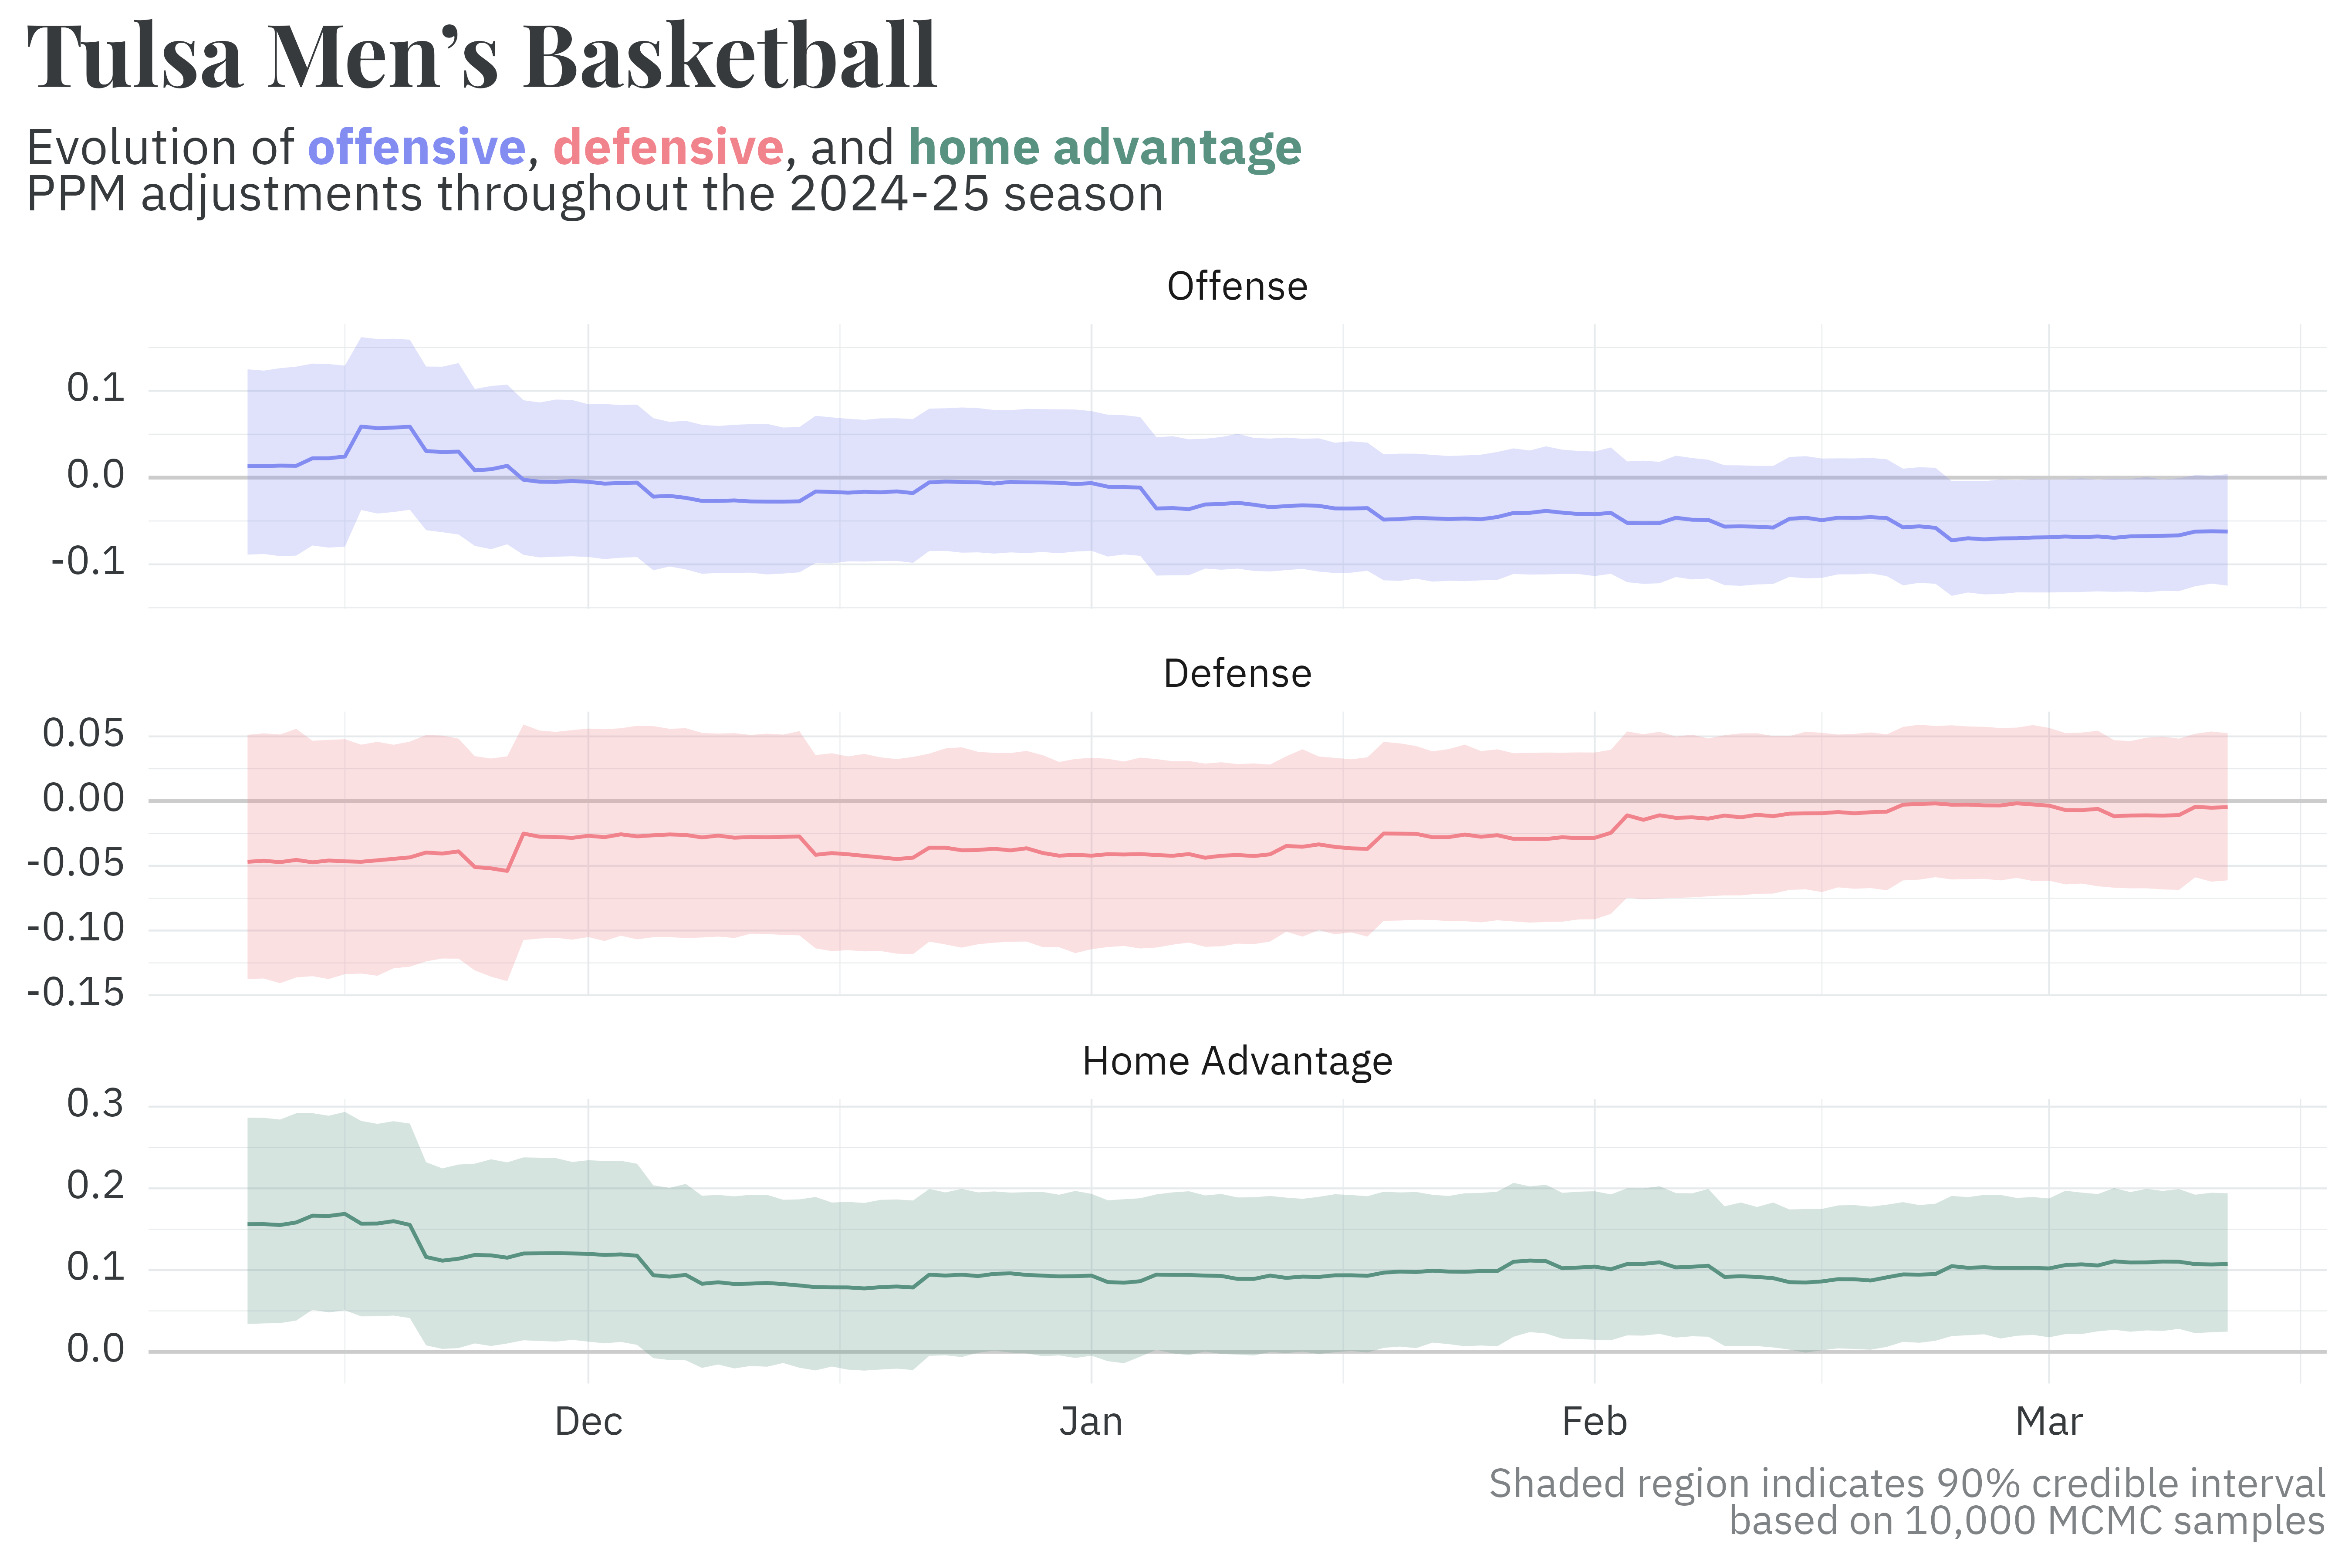 Tulsa Men’s Basketball
Evolution of offensive, defensive, and home advantage
PPM adjustments throughout the 2024-25 season
Offense
0.1
0.0
-0.1
Defense
0.05
0.00
-0.05
-0.10
-0.15
Home Advantage
0.3
0.2
0.1
0.0
Dec Jan Feb Mar
Shaded region indicates 90% credible interval
based on 10,000 MCMC samples